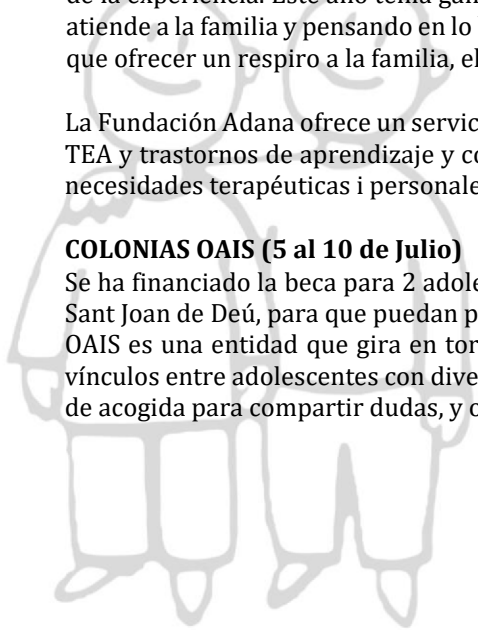 de la experiencia. Este año tenía gan
atiende a la familia y pensando en lo
que ofrecer un respiro a la familia, el
La Fundación Adana ofrece un servic
TEA y trastornos de aprendizaje y co
necesidades terapéuticas i personale
COLONIAS OAIS (5 al 10 de Julio)
Se ha financiado la beca para 2 adole
Sant Joan de Deú, para que puedan p
OAIS es una entidad que gira en tor
vínculos entre adolescentes con dive
de acogida para compartir dudas, y o